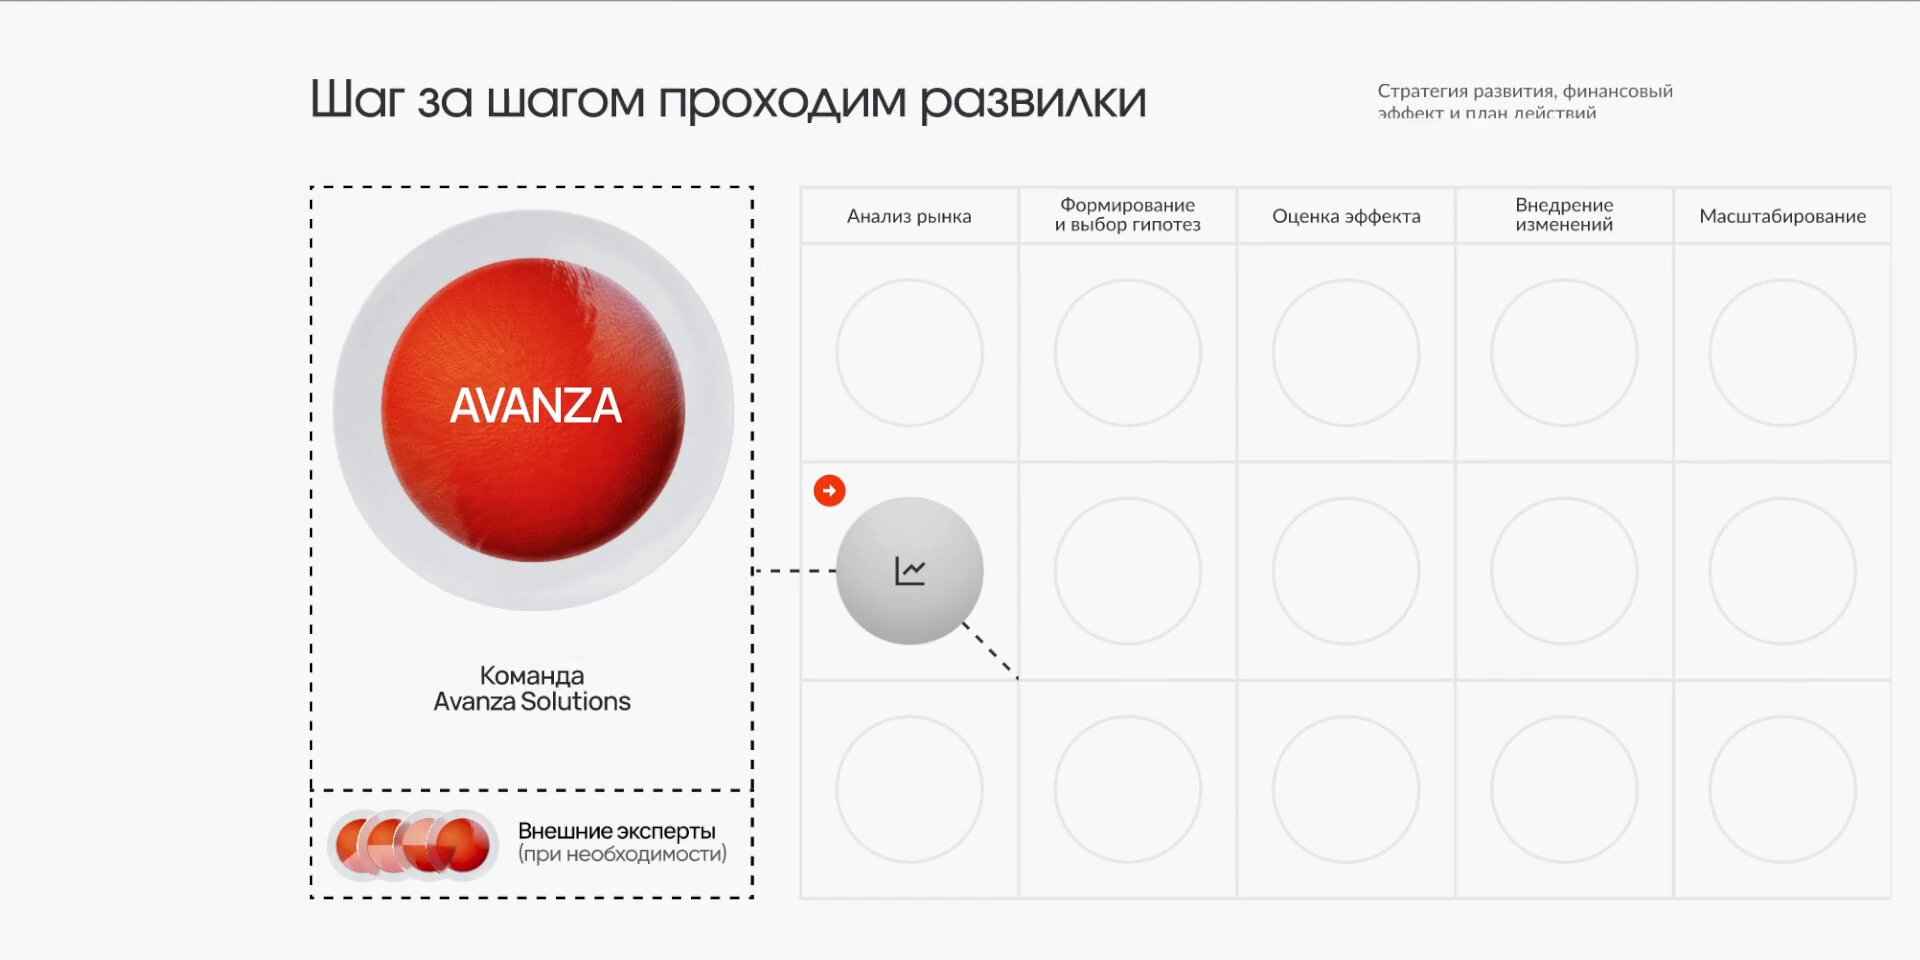 Шаг за шагом проходим развилки
Стратегия развития, финансовый
эффект и план действий
AVANZA
Команда
Avanza Solutions
Внешние эксперты
(при необходимости)
Анализ рынка
Формирование
и выбор гипотез
Оценка эффекта
Внедрение
изменений
Масштабирование